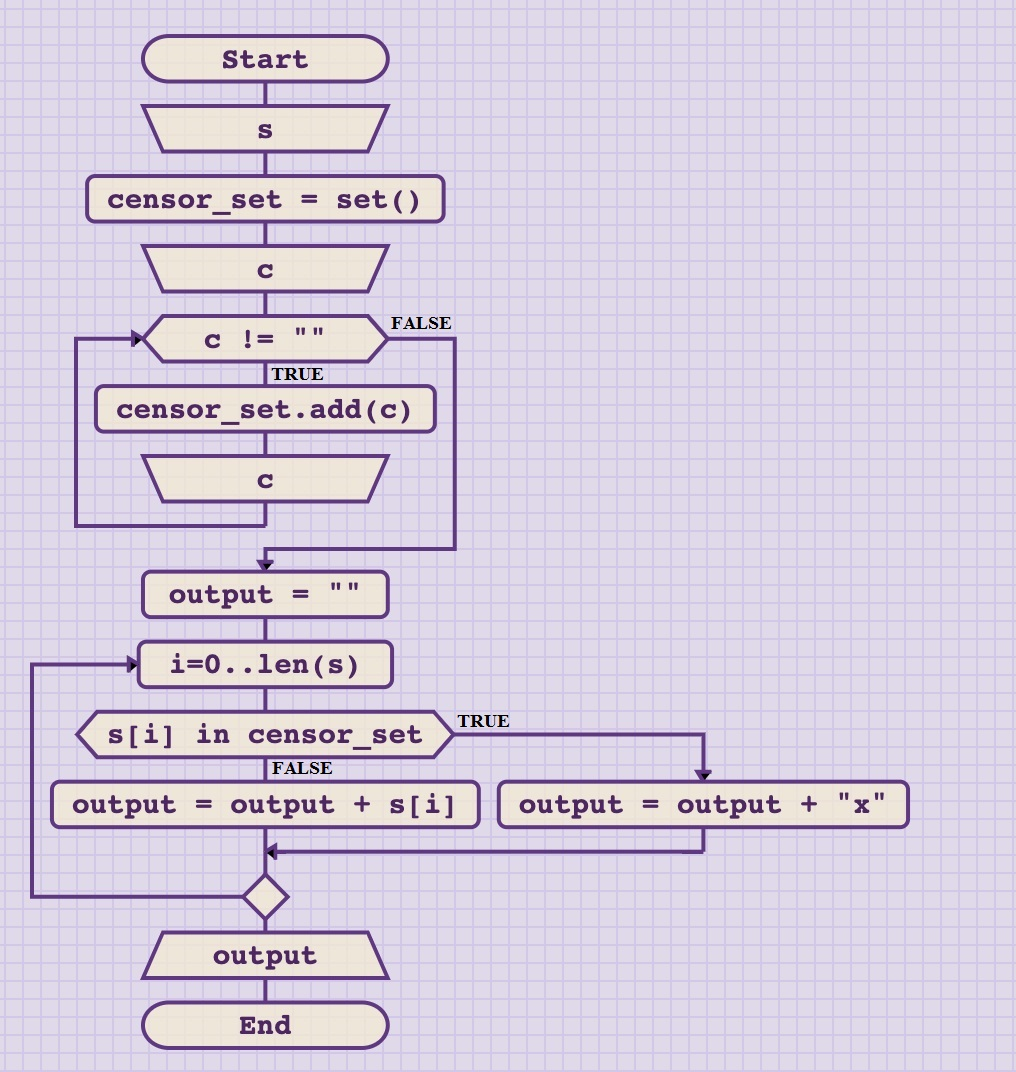 Start
s
censor_set = set()
c
c != ""
FALSE
TRUE
censor_set.add(c)
c
output = ""
i=0..len(s)
s[i] in censor_set
TRUE
FALSE
output = output + s[i]
output = output + "x"
output
End